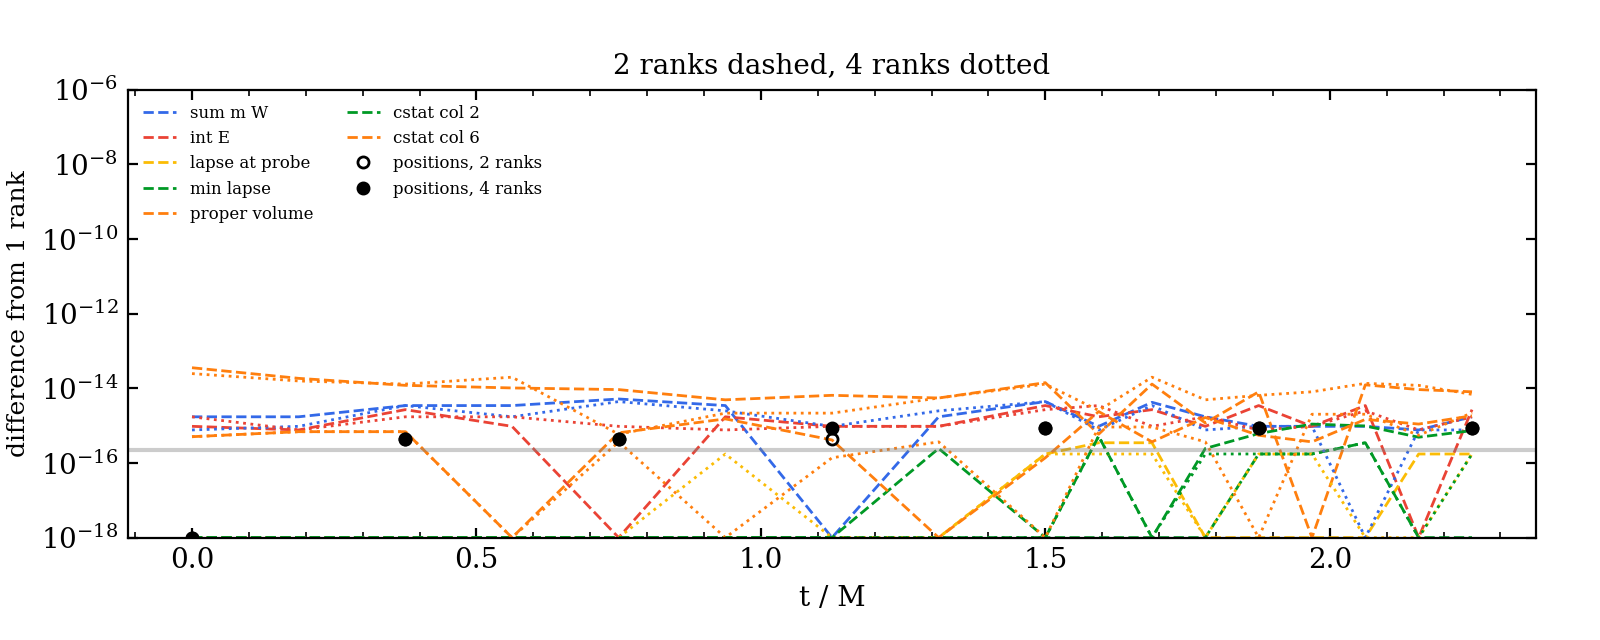 2 ranks dashed, 4 ranks dotted
10⁻⁶
10⁻⁸
10⁻¹⁰
10⁻¹²
10⁻¹⁴
10⁻¹⁶
10⁻¹⁸
difference from 1 rank
sum m W
int E
lapse at probe
min lapse
proper volume
cstat col 2
cstat col 6
positions, 2 ranks
positions, 4 ranks
0.0 0.5 1.0 1.5 2.0
t / M